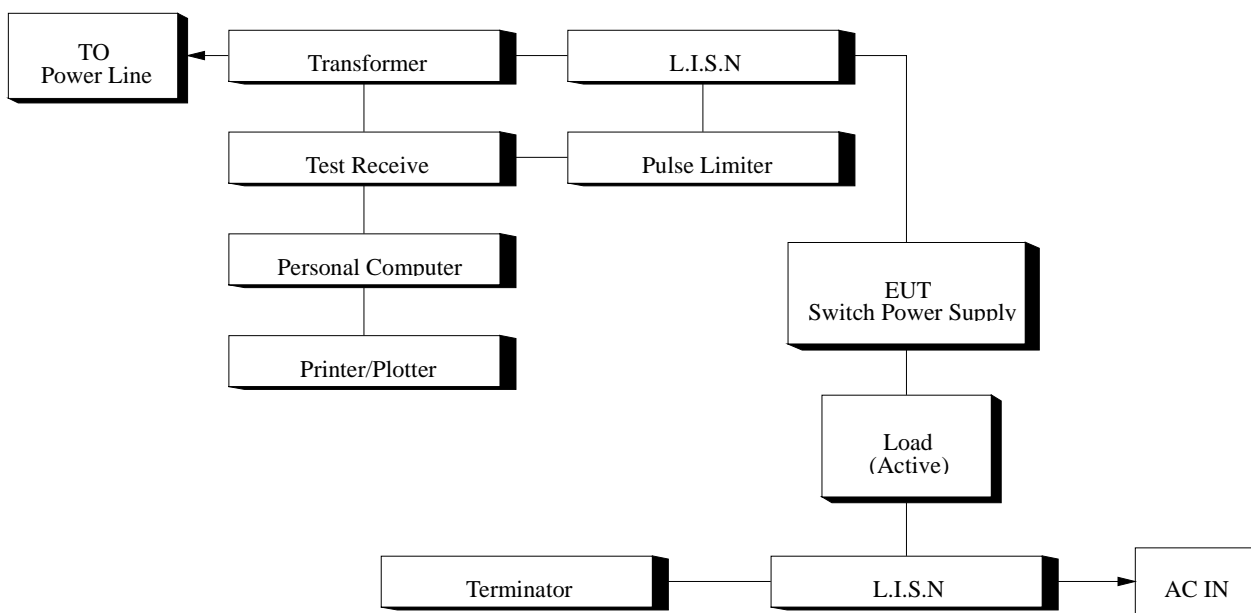 TO
Power Line
Transformer
L.I.S.N
Test Receive
Pulse Limiter
Personal Computer
EUT
Switch Power Supply
Printer/Plotter
Load
(Active)
Terminator
L.I.S.N
AC IN